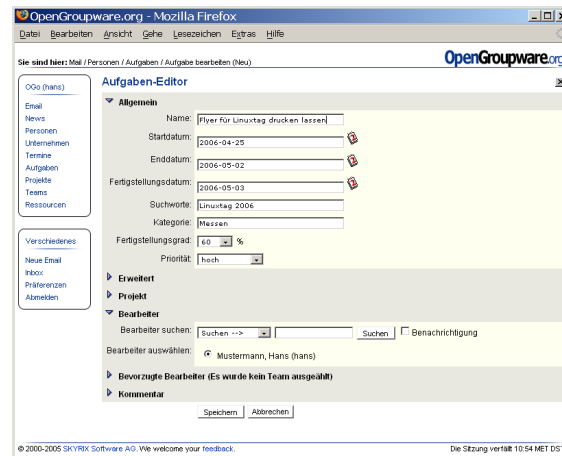 OpenGroupware.org - Mozilla Firefox
Datei Bearbeiten Ansicht Gehe Lesezeichen Extras Hilfe
Sie sind hier: Mail / Personen / Aufgaben / Aufgabe bearbeiten (Neu)
OpenGroupware.org
OGo (hans)
Email
News
Personen
Unternehmen
Termine
Aufgaben
Projekte
Teams
Ressourcen
Verschiedenes
Neue Email
Inbox
Präferenzen
Abmelden
Aufgaben-Editor
Allgemein
Name: Flyer für Linuxtag drucken lassen
Startdatum: 2006-04-25
Enddatum: 2006-05-02
Fertigstellungsdatum: 2006-05-03
Suchworte: Linuxtag 2006
Kategorie: Messen
Fertigstellungsgrad: 60 %
Priorität: hoch
Erweitert
Projekt
Bearbeiter
Bearbeiter suchen: Suchen --> Suchen Benachrichtigung
Bearbeiter auswählen: Mustermann, Hans (hans)
Bevorzugte Bearbeiter (Es wurde kein Team ausgeählt)
Kommentar
Speichern Abbrechen
© 2000-2005 SKYRIX Software AG. We welcome your feedback. Die Sitzung verfällt 10:54 MET DST